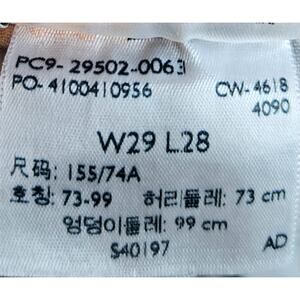 PC9- 29502-0063
PO- 4100410956 CW- 4618
4090
W29 L28
尺码: 155/74A
호칭: 73-99 허리둘레: 73 cm
엉덩이둘레: 99 cm
S40197 AD